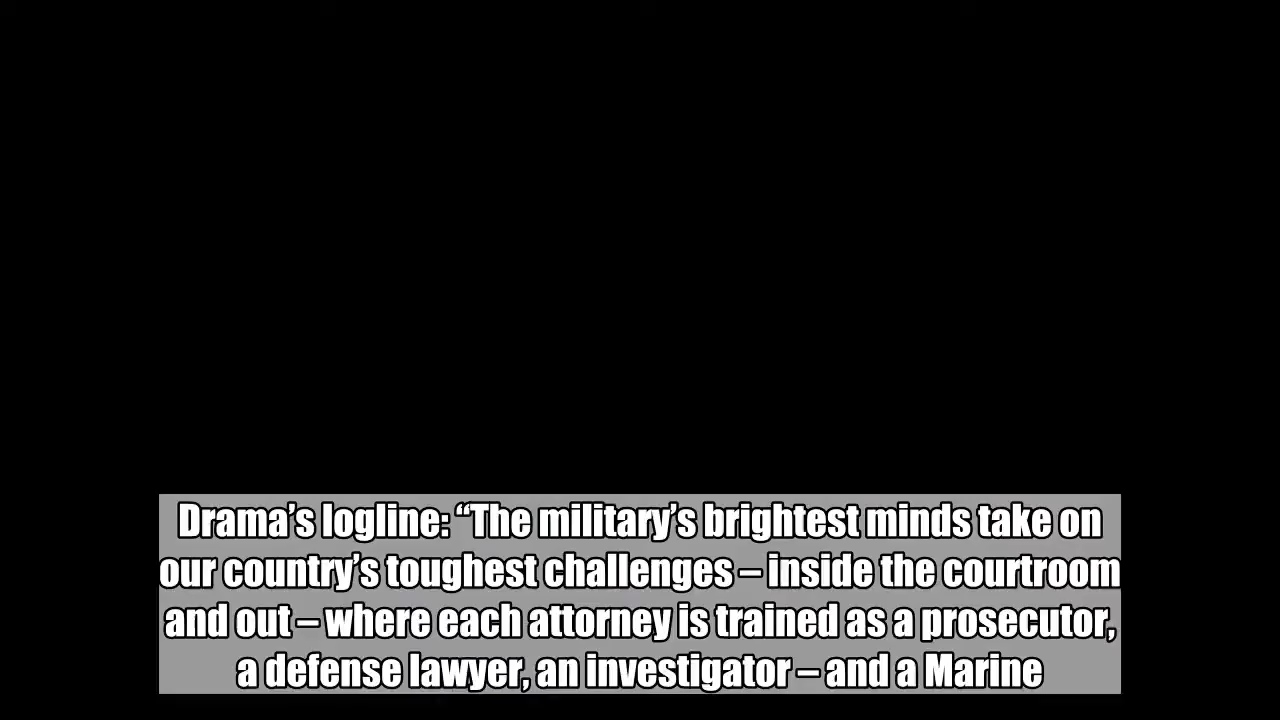 Drama’s logline: “The military’s brightest minds take on
our country’s toughest challenges – inside the courtroom
and out – where each attorney is trained as a prosecutor,
a defense lawyer, an investigator – and a Marine